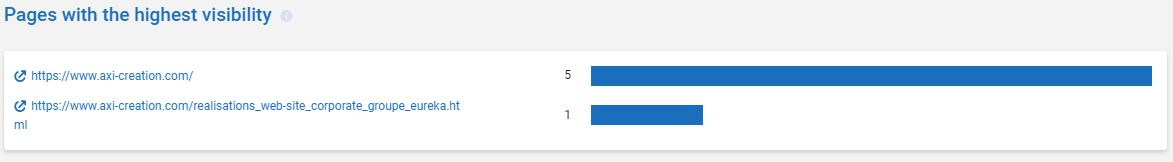 Pages with the highest visibility
https://www.axi-creation.com/ 5
https://www.axi-creation.com/realisations_web-site_corporate_groupe_eureka.ht 1
ml